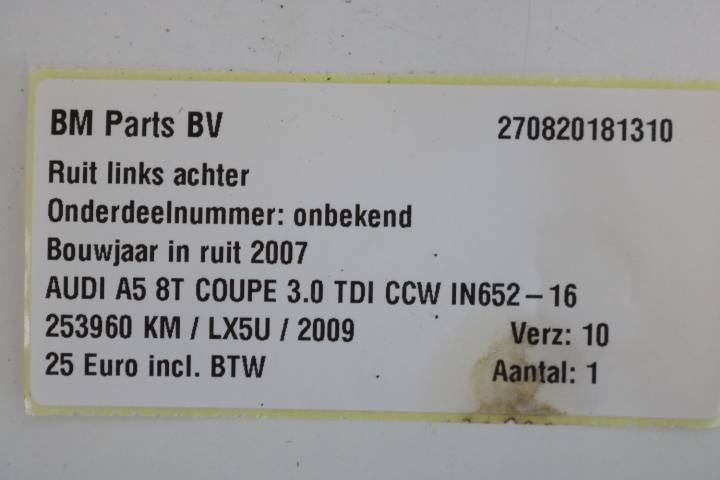 BM Parts BV 270820181310
Ruit links achter
Onderdeelnummer: onbekend
Bouwjaar in ruit 2007
AUDI A5 8T COUPE 3.0 TDI CCW IN652-16
253960 KM / LX5U / 2009 Verz: 10
25 Euro incl. BTW Aantal: 1